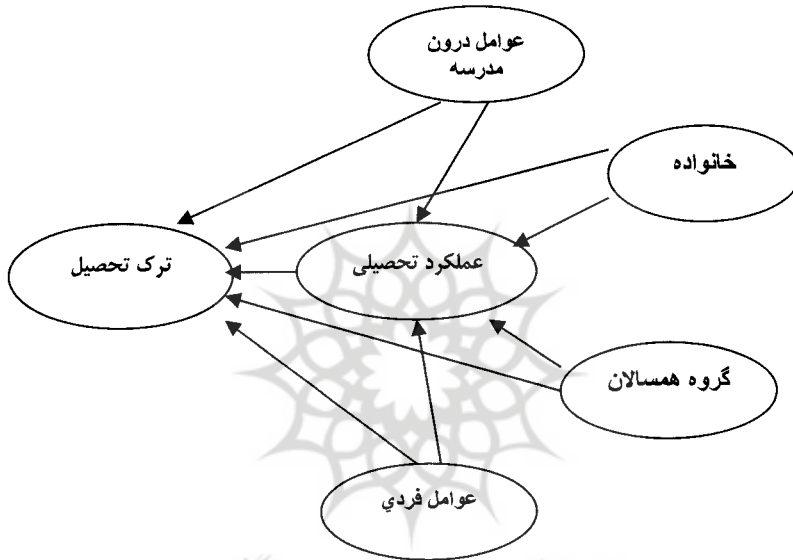 عوامل درون
مدرسه
خانواده
عملکرد تحصیلی
ترک تحصیل
گروه همسالان
عوامل فردي